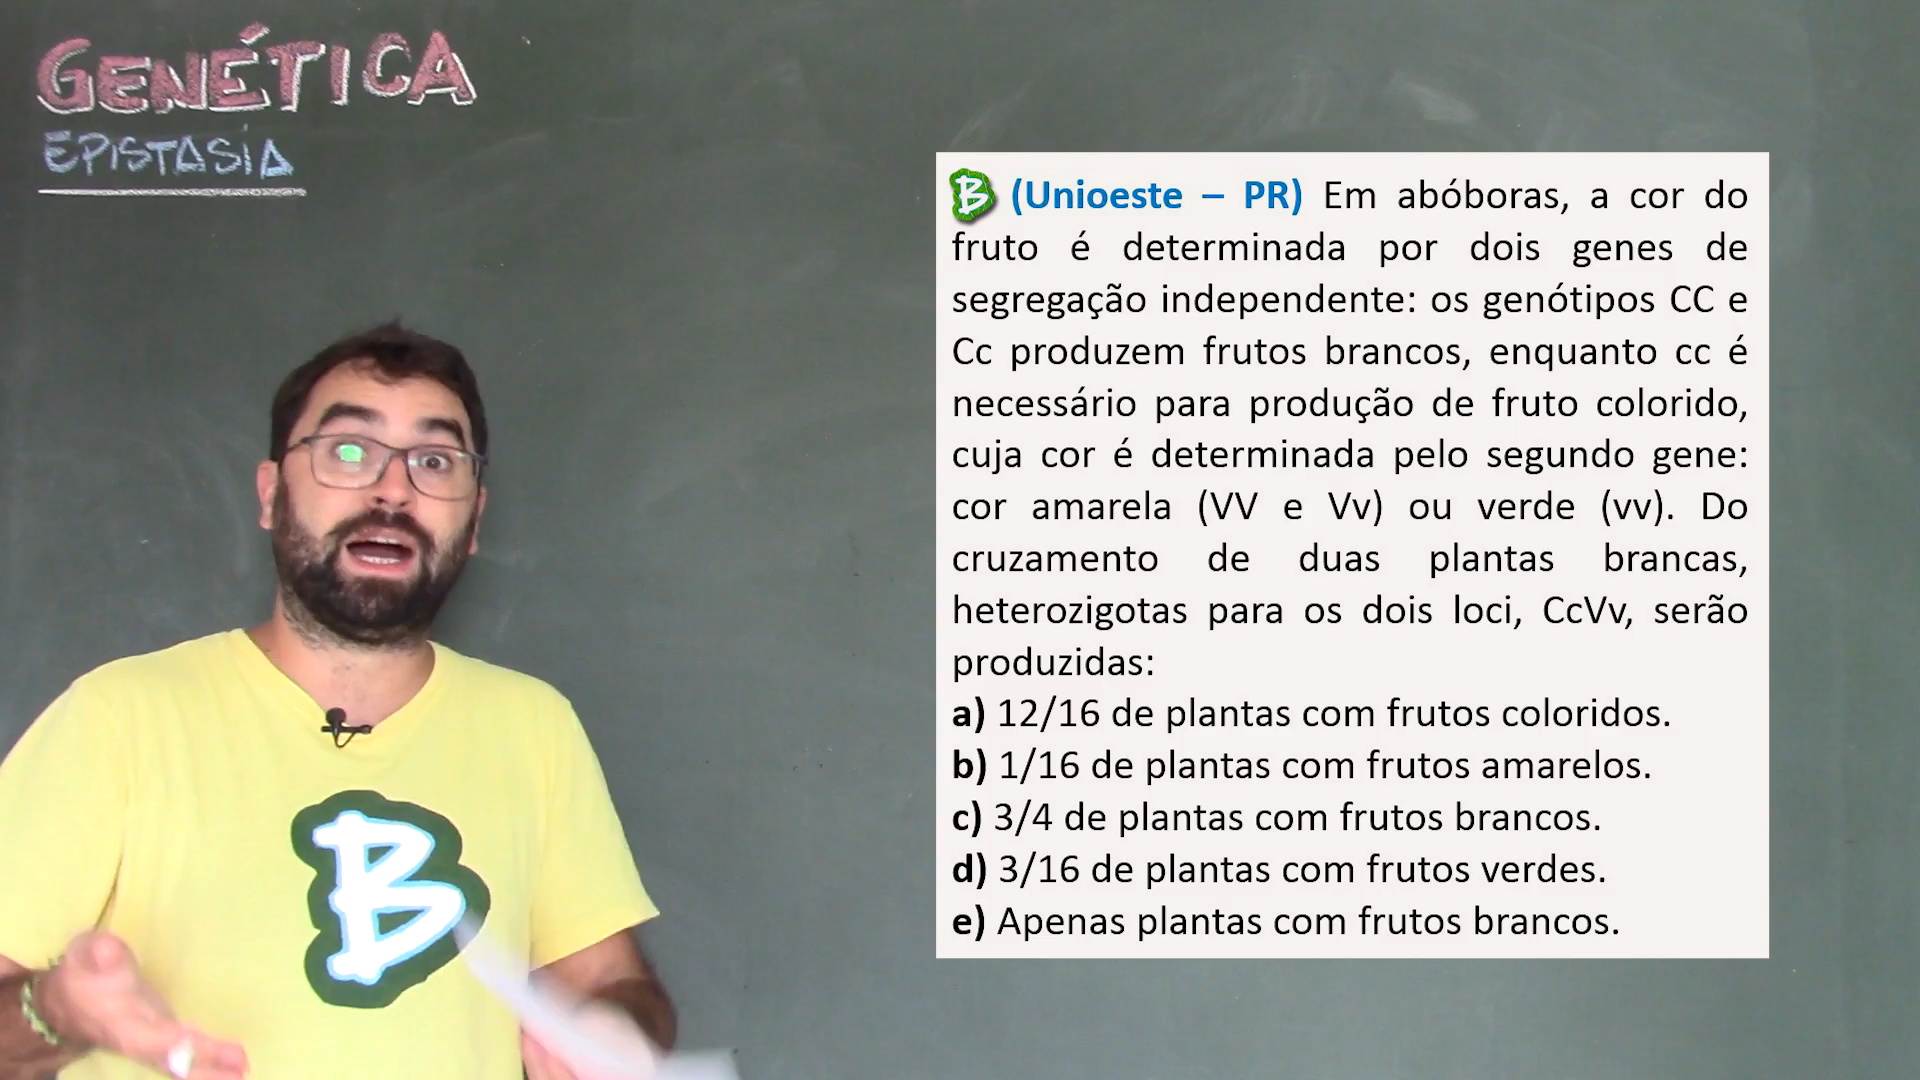 GENÉTICA
EPISTASIA
B (Unioeste – PR) Em abóboras, a cor do
fruto é determinada por dois genes de
segregação independente: os genótipos CC e
Cc produzem frutos brancos, enquanto cc é
necessário para produção de fruto colorido,
cuja cor é determinada pelo segundo gene:
cor amarela (VV e Vv) ou verde (vv). Do
cruzamento de duas plantas brancas,
heterozigotas para os dois loci, CcVv, serão
produzidas:
a) 12/16 de plantas com frutos coloridos.
b) 1/16 de plantas com frutos amarelos.
c) 3/4 de plantas com frutos brancos.
d) 3/16 de plantas com frutos verdes.
e) Apenas plantas com frutos brancos.
B